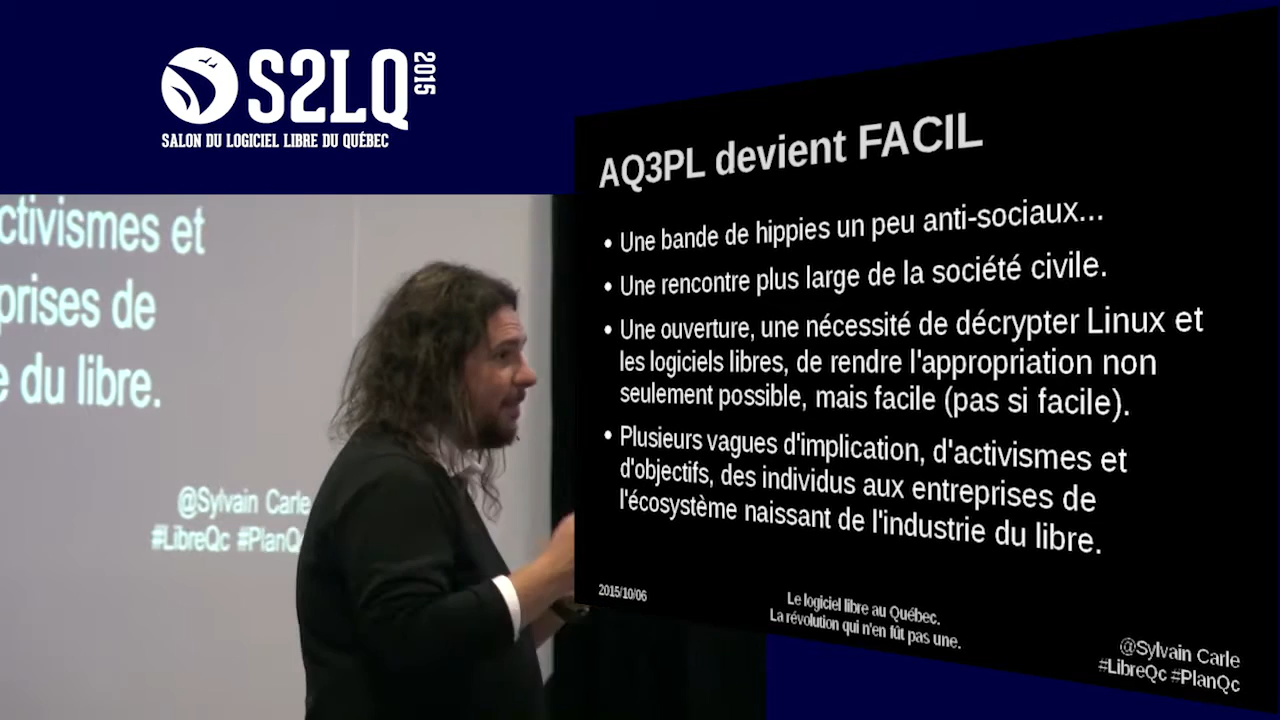 S2LQ 2015
SALON DU LOGICIEL LIBRE DU QUÉBEC
ctivismes et
prises de
e du libre.
@Sylvain Carle
#LibreQc #PlanQc
AQ3PL devient FACIL
• Une bande de hippies un peu anti-sociaux...
• Une rencontre plus large de la société civile.
• Une ouverture, une nécessité de décrypter Linux et
les logiciels libres, de rendre l'appropriation non
seulement possible, mais facile (pas si facile).
• Plusieurs vagues d'implication, d'activismes et
d'objectifs, des individus aux entreprises de
l'écosystème naissant de l'industrie du libre.
2015/10/06
Le logiciel libre au Québec.
La révolution qui n'en fût pas une.
@Sylvain Carle
#LibreQc #PlanQc